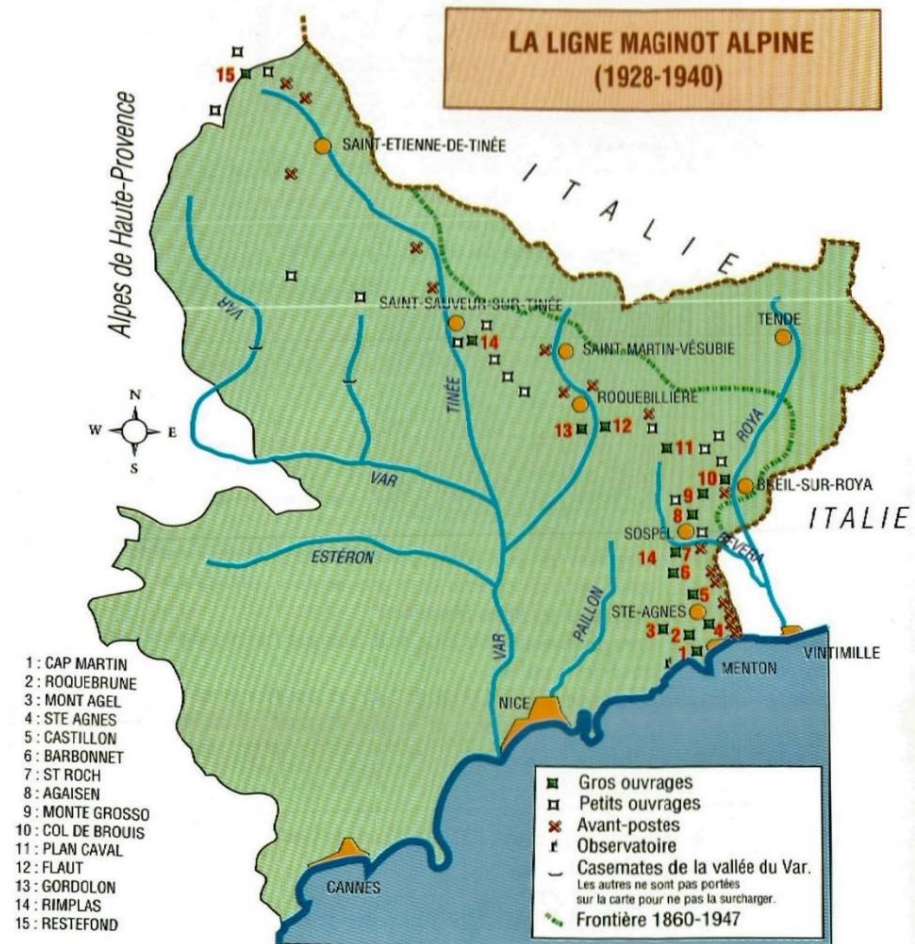 LA LIGNE MAGINOT ALPINE
(1928-1940)
15
SAINT-ETIENNE-DE-TINÉE
Alpes de Haute-Provence
ITALIE
VAR
SAINT-SAUVEUR-SUR-TINÉE
14
TENDE
SAINT-MARTIN-VÉSUBIE
TINÉE
ROQUEBILLIÈRE
N
W E
S
13
12
ROYA
11
VAR
10
BREIL-SUR-ROYA
9
8
ITALIE
SOSPEL
BEVERA
ESTÉRON
14
7
6
PAILLON
5
STE-AGNES
3
2
4
1
VAR
MENTON
VINTIMILLE
NICE
CANNES
1 : CAP MARTIN
2 : ROQUEBRUNE
3 : MONT AGEL
4 : STE AGNES
5 : CASTILLON
6 : BARBONNET
7 : ST ROCH
8 : AGAISEN
9 : MONTE GROSSO
10 : COL DE BROUIS
11 : PLAN CAVAL
12 : FLAUT
13 : GORDOLON
14 : RIMPLAS
15 : RESTEFOND
Gros ouvrages
Petits ouvrages
Avant-postes
Observatoire
Casemates de la vallée du Var.
Les autres ne sont pas portées
sur la carte pour ne pas la surcharger.
Frontière 1860-1947